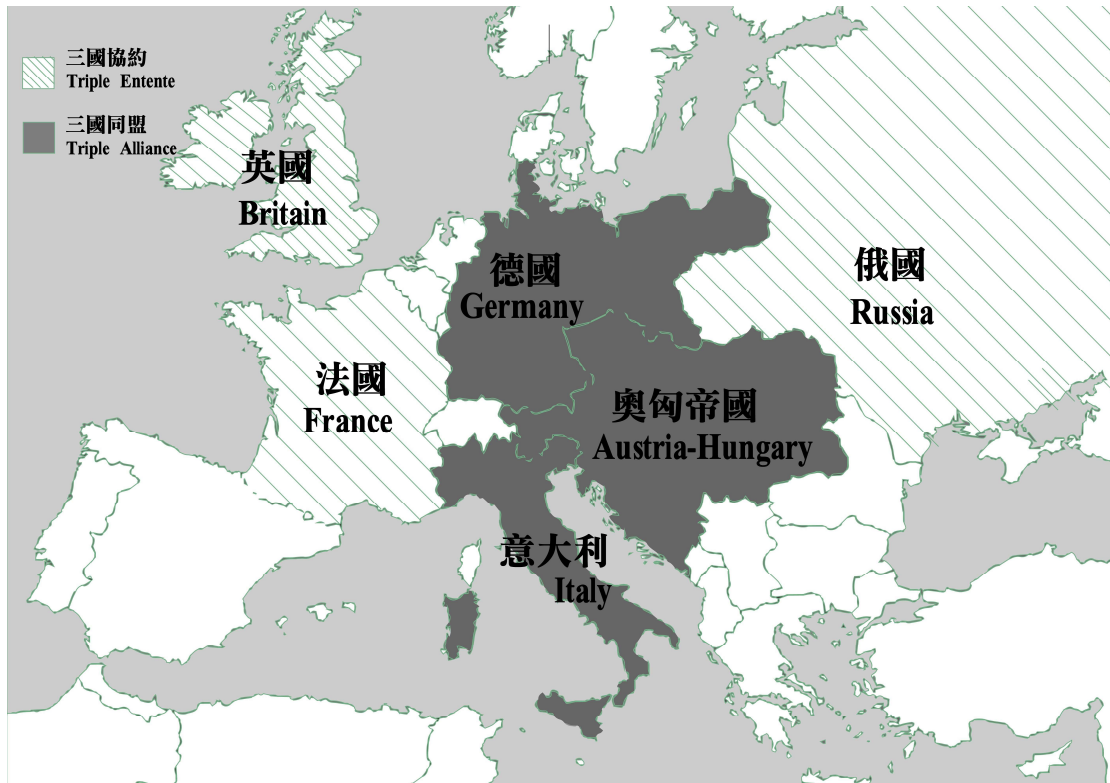 三國協約
Triple Entente
三國同盟
Triple Alliance
英國
Britain
德國
Germany
俄國
Russia
法國
France
奧匈帝國
Austria-Hungary
意大利
Italy